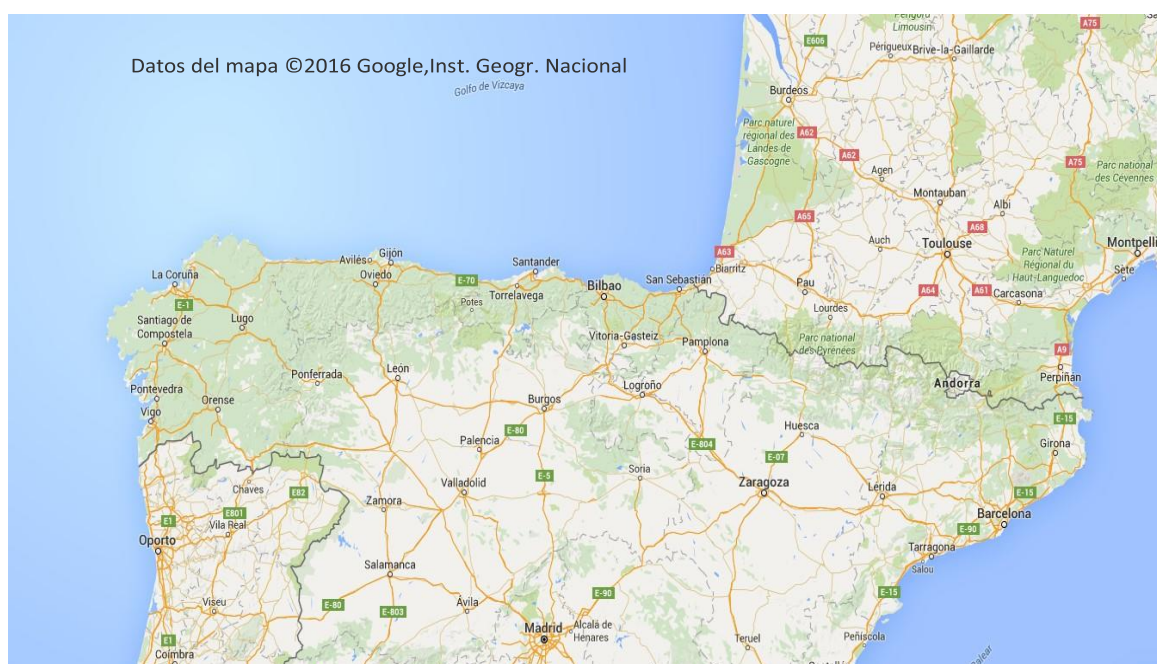 Périgord
Limousin
A75
E606
Périgueux
Brive-la-Gaillarde
Datos del mapa ©2016 Google,Inst. Geogr. Nacional
Golfo de Vizcaya
Burdeos
Parc naturel
régional des
Landes de
Gascogne
A62
A62
Agen
A75
Parc national
des Cévennes
Montauban
Albi
A65
A68
Auch
Toulouse
Montpelli
A63
Parc Naturel
Régional du
Haut-Languedoc
Sète
La Coruña
Avilés
Gijón
Oviedo
E-70
Santander
Torrelavega
Bilbao
San Sebastián
Biarritz
Pau
A64
A61
Carcasona
Lourdes
E-1
Potes
Santiago de
Compostela
Lugo
Vitoria-Gasteiz
Pamplona
Parc national
des Pyrénées
A9
Perpiñán
Andorra
Ponferrada
León
Logroño
Pontevedra
Orense
Vigo
Burgos
E-80
Palencia
E-804
Huesca
E-07
E-15
Girona
Soria
Chaves
E82
Zamora
Valladolid
E-5
Zaragoza
Lérida
E-15
Barcelona
E801
E1
Vila Real
Oporto
E-90
Tarragona
Salou
Salamanca
Viseu
E-80
E-803
Ávila
E-90
E-15
Madrid
Alcalá de
Henares
Teruel
Peñíscola
E1
Coímbra